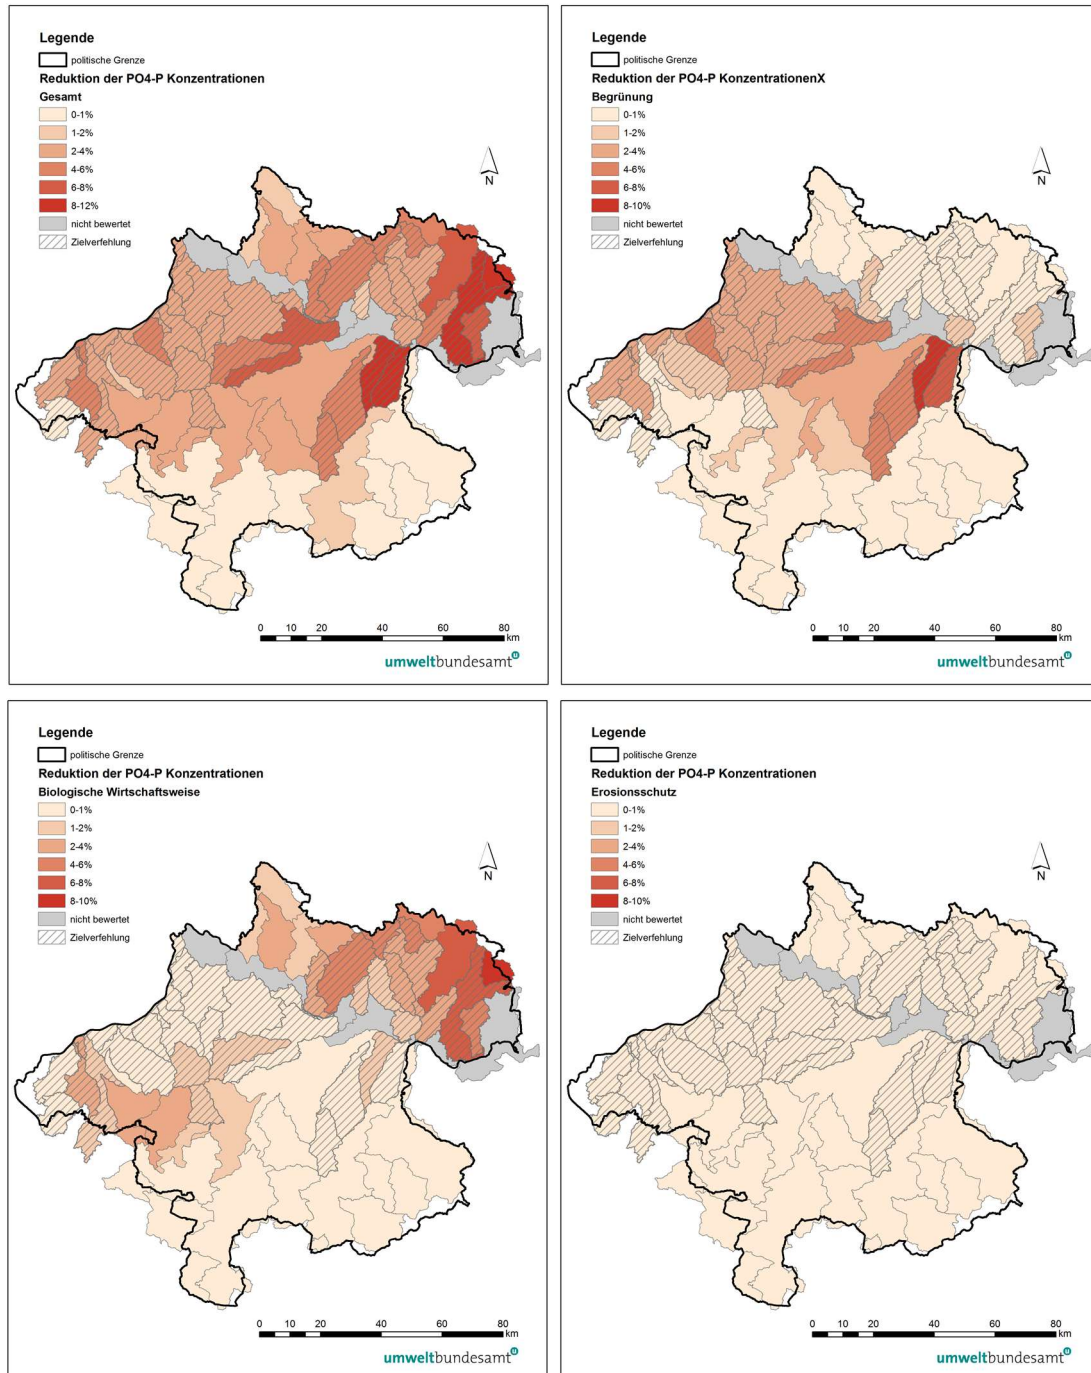 Legende
politische Grenze
Reduktion der PO4-P Konzentrationen
Gesamt
0-1%
1-2%
2-4%
4-6%
6-8%
8-12%
nicht bewertet
Zielverfehlung
N
0 10 20 40 60 80
km
umweltbundesamt u
Legende
politische Grenze
Reduktion der PO4-P KonzentrationenX
Begrünung
0-1%
1-2%
2-4%
4-6%
6-8%
8-10%
nicht bewertet
Zielverfehlung
N
0 10 20 40 60 80
km
umweltbundesamt u
Legende
politische Grenze
Reduktion der PO4-P Konzentrationen
Biologische Wirtschaftsweise
0-1%
1-2%
2-4%
4-6%
6-8%
8-10%
nicht bewertet
Zielverfehlung
N
0 10 20 40 60 80
km
umweltbundesamt u
Legende
politische Grenze
Reduktion der PO4-P Konzentrationen
Erosionsschutz
0-1%
1-2%
2-4%
4-6%
6-8%
8-10%
nicht bewertet
Zielverfehlung
N
0 10 20 40 60 80
km
umweltbundesamt u